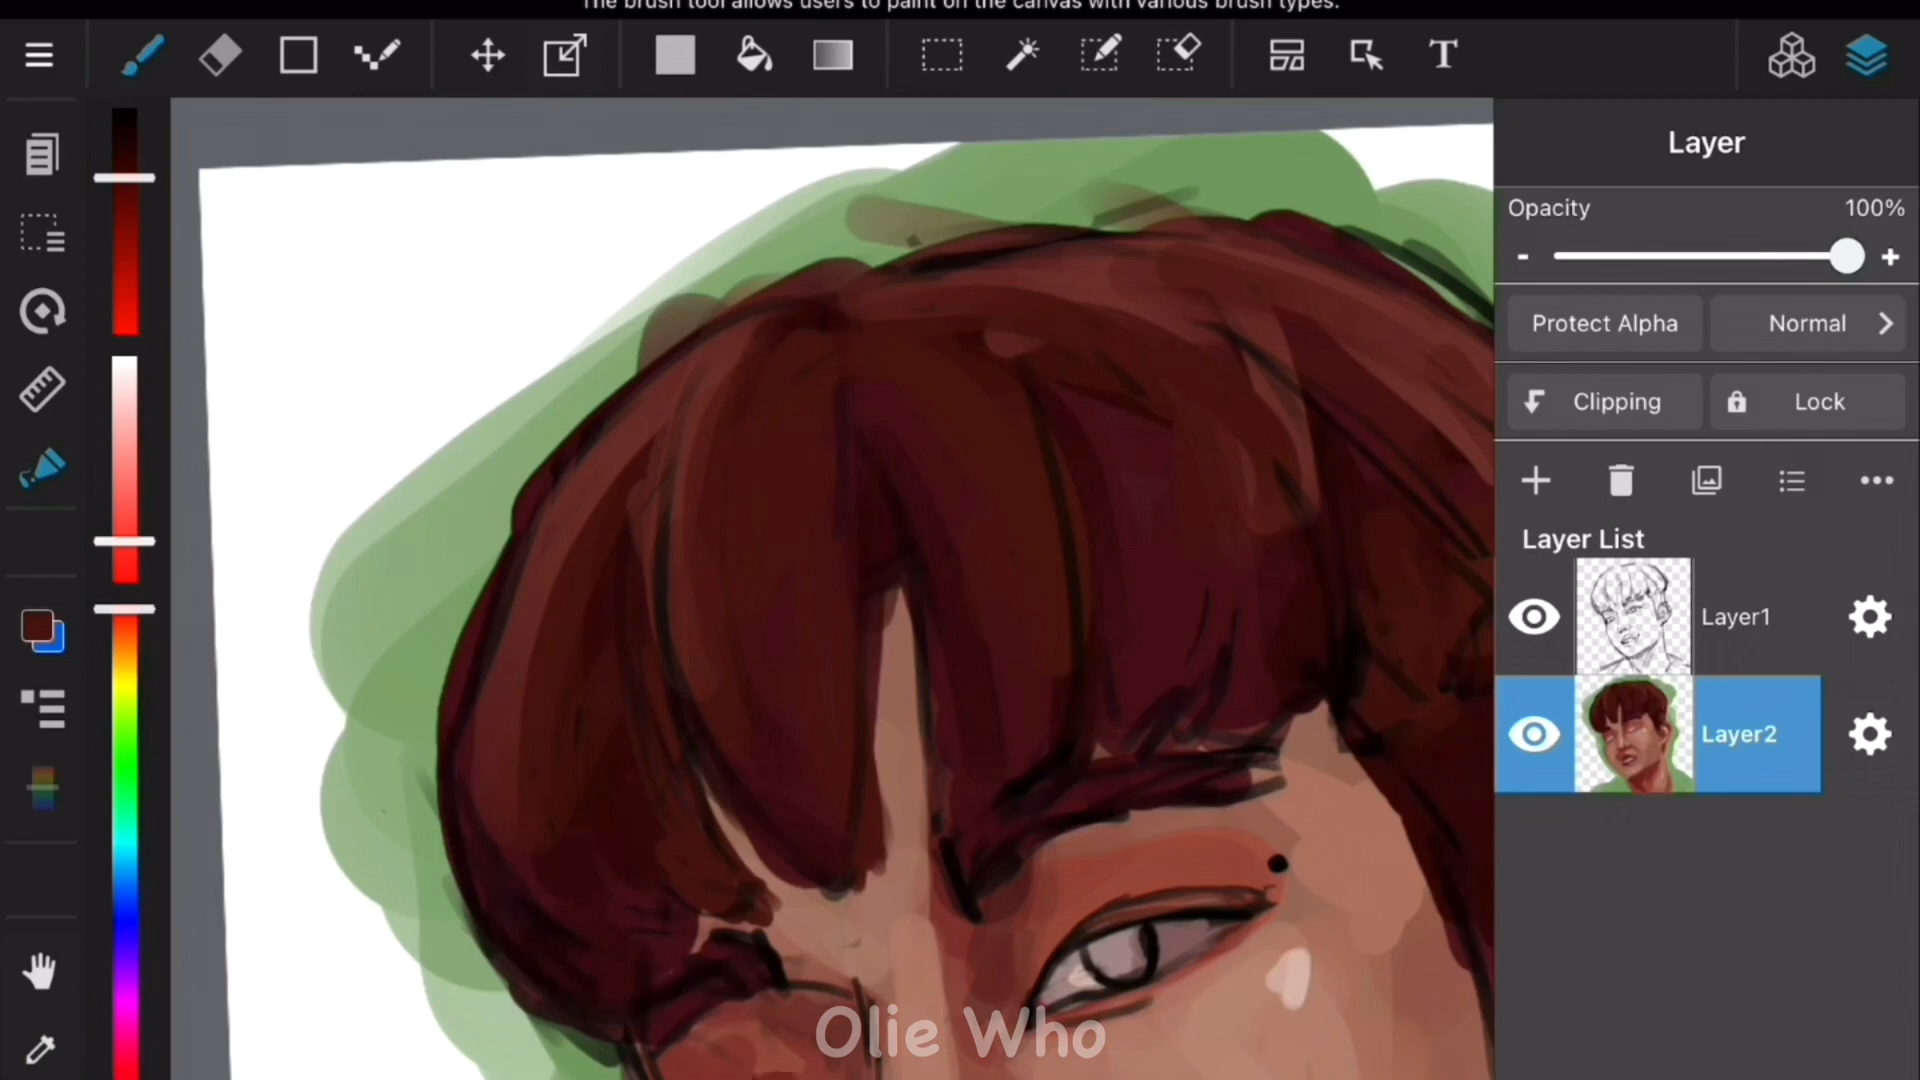 The brush tool allows users to paint on the canvas with various brush types.
T
Layer
Opacity 100%
- +
Protect Alpha Normal
Clipping Lock
Layer List
Layer1
Layer2
Olie Who